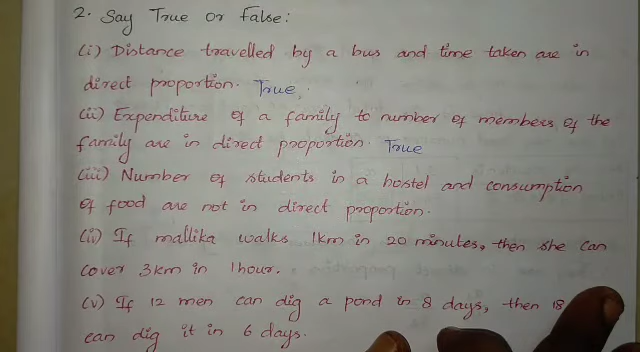 2. Say True or False:
(i) Distance travelled by a bus and time taken are in
direct proportion. True.
(ii) Expenditure of a family to number of members of the
family are in direct proportion. True
(iii) Number of students in a hostel and consumption
of food are not in direct proportion.
(iv) If mallika walks 1km in 20 minutes, then she can
cover 3km in 1hour.
(v) If 12 men can dig a pond in 8 days, then 18
can dig it in 6 days.